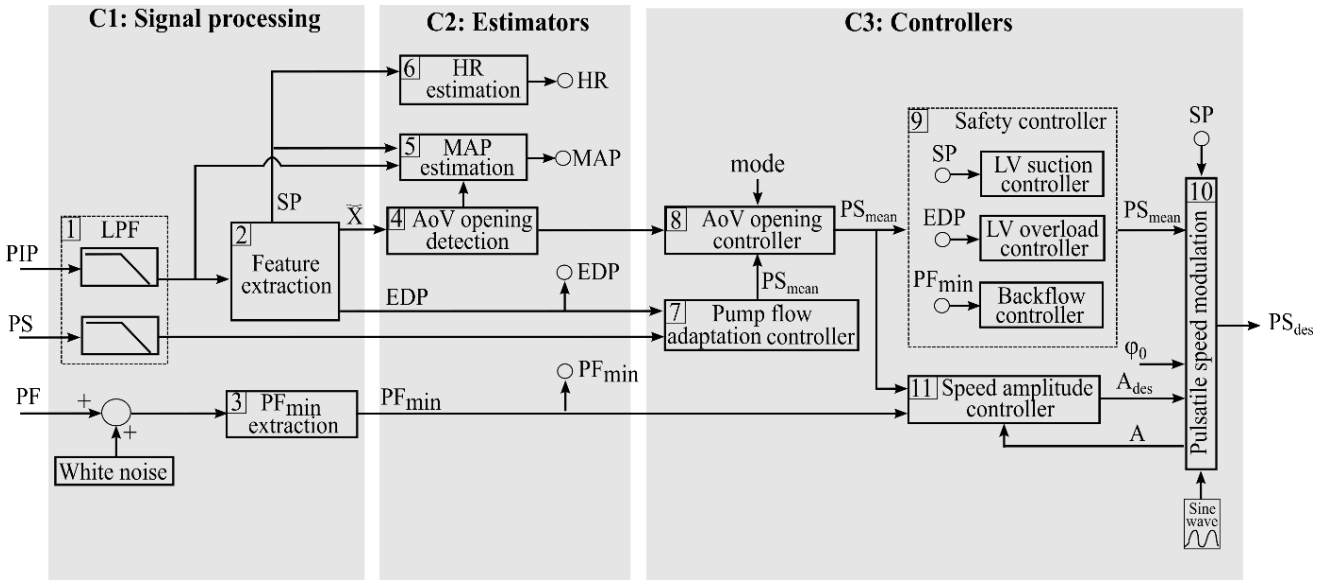 C1: Signal processing
C2: Estimators
C3: Controllers
6
HR
estimation
HR
5
MAP
estimation
MAP
SP
X̃
4
AoV opening
detection
1
LPF
PIP
PS
2
Feature
extraction
EDP
EDP
PF
+
+
White noise
3
PFmin
extraction
PFmin
PFmin
mode
8
AoV opening
controller
PSmean
PSmean
7
Pump flow
adaptation controller
9
Safety controller
SP
LV suction
controller
EDP
LV overload
controller
PFmin
Backflow
controller
PSmean
11
Speed amplitude
controller
φ0
Ades
A
SP
10
Pulsatile speed modulation
PSdes
Sine
wave